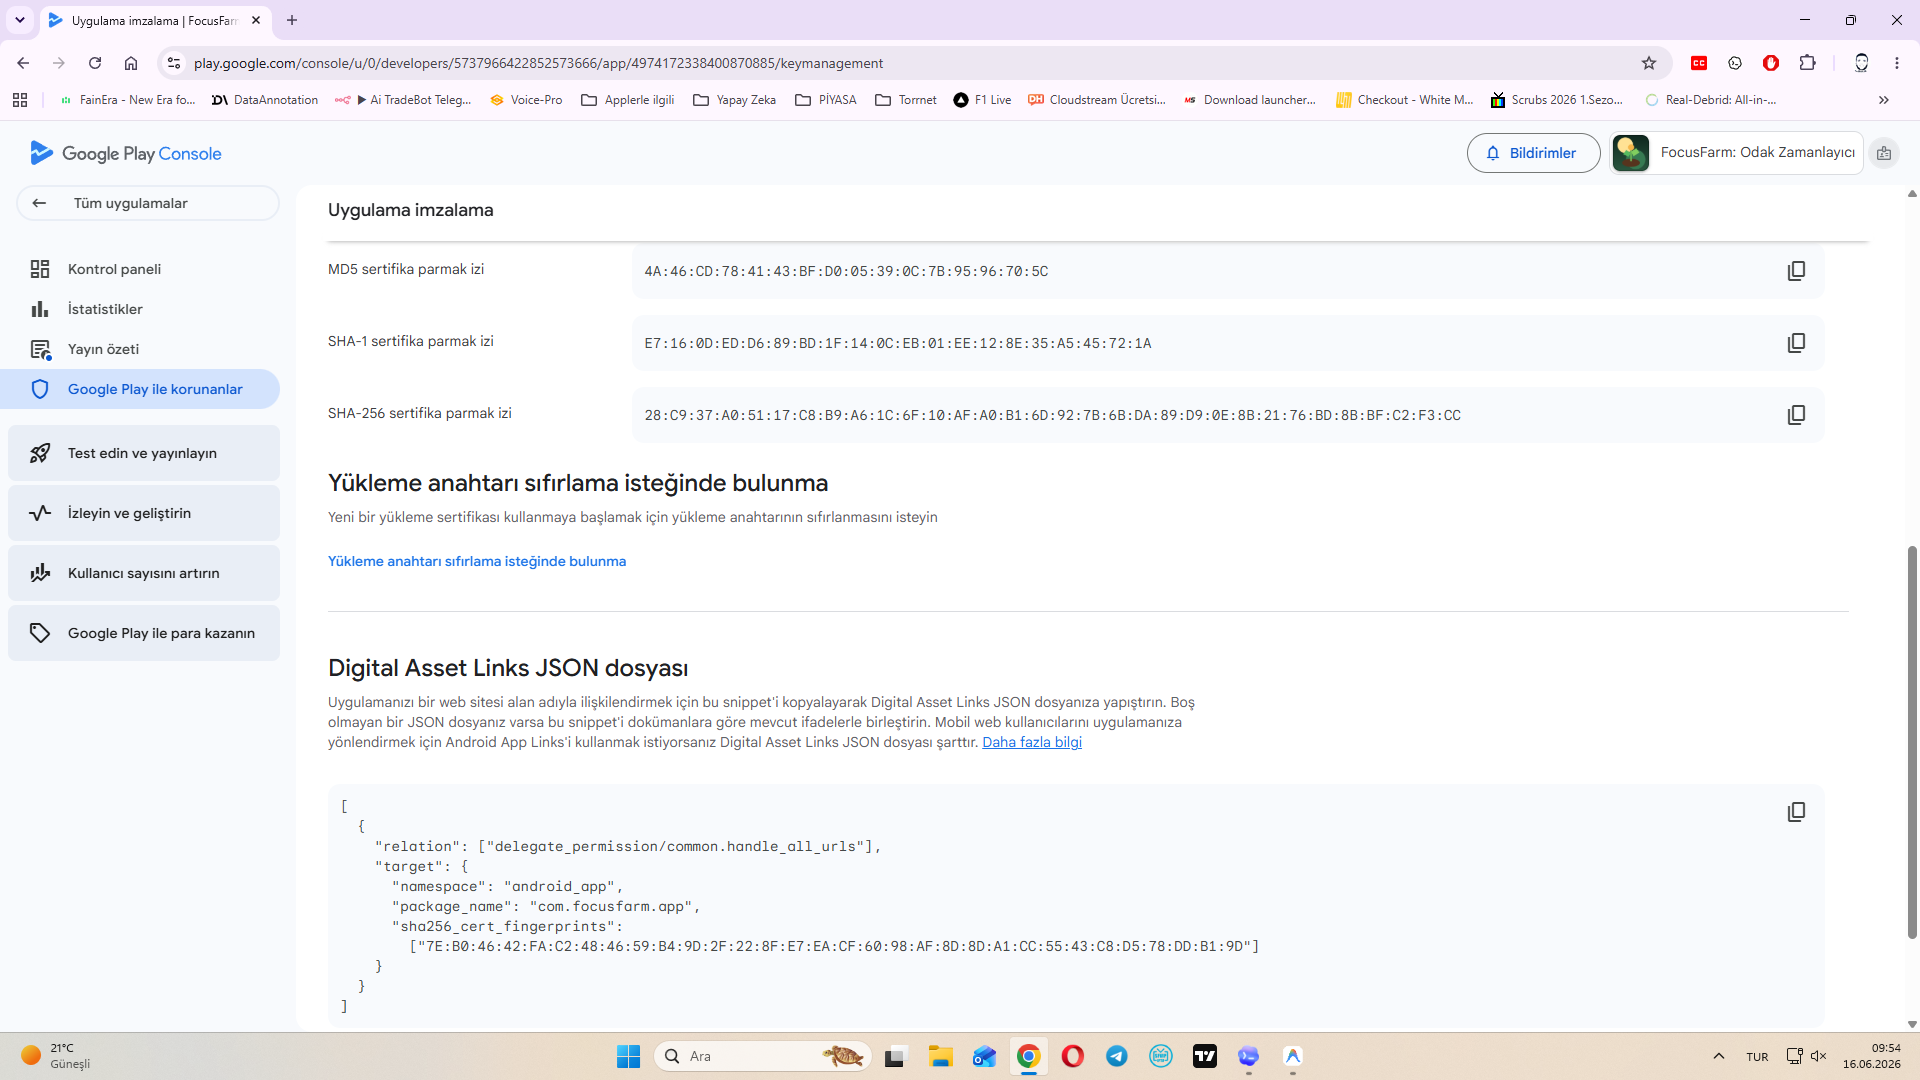 Uygulama imzalama | FocusFarm
play.google.com/console/u/0/developers/5737966422852573666/app/4974172338400870885/keymanagement
FainEra - New Era fo...
DataAnnotation
Ai TradeBot Teleg...
Voice-Pro
Applerle ilgili
Yapay Zeka
PİYASA
Torrnet
F1 Live
Cloudstream Ücretsi...
Download launcher...
Checkout - White M...
Scrubs 2026 1.Sezo...
Real-Debrid: All-in-...
Google Play Console
Bildirimler
FocusFarm: Odak Zamanlayıcı
Tüm uygulamalar
Kontrol paneli
İstatistikler
Yayın özeti
Google Play ile korunanlar
Test edin ve yayınlayın
İzleyin ve geliştirin
Kullanıcı sayısını artırın
Google Play ile para kazanın
Uygulama imzalama
MD5 sertifika parmak izi
4A:46:CD:78:41:43:BF:D0:05:39:0C:7B:95:96:70:5C
SHA-1 sertifika parmak izi
E7:16:0D:ED:D6:89:BD:1F:14:0C:EB:01:EE:12:8E:35:A5:45:72:1A
SHA-256 sertifika parmak izi
28:C9:37:A0:51:17:C8:B9:A6:1C:6F:10:AF:A0:B1:6D:92:7B:6B:DA:89:D9:0E:8B:21:76:BD:8B:BF:C2:F3:CC
Yükleme anahtarı sıfırlama isteğinde bulunma
Yeni bir yükleme sertifikası kullanmaya başlamak için yükleme anahtarının sıfırlanmasını isteyin
Yükleme anahtarı sıfırlama isteğinde bulunma
Digital Asset Links JSON dosyası
Uygulamanızı bir web sitesi alan adıyla ilişkilendirmek için bu snippet'i kopyalayarak Digital Asset Links JSON dosyanıza yapıştırın. Boş
olmayan bir JSON dosyanız varsa bu snippet'i dokümanlara göre mevcut ifadelerle birleştirin. Mobil web kullanıcılarını uygulamanıza
yönlendirmek için Android App Links'i kullanmak istiyorsanız Digital Asset Links JSON dosyası şarttır. Daha fazla bilgi
[
{
"relation": ["delegate_permission/common.handle_all_urls"],
"target": {
"namespace": "android_app",
"package_name": "com.focusfarm.app",
"sha256_cert_fingerprints":
["7E:B0:46:42:FA:C2:48:46:59:B4:9D:2F:22:8F:E7:EA:CF:60:98:AF:8D:8D:A1:CC:55:43:C8:D5:78:DD:B1:9D"]
}
}
]
21°C
Güneşli
Ara
TUR
09:54
16.06.2026